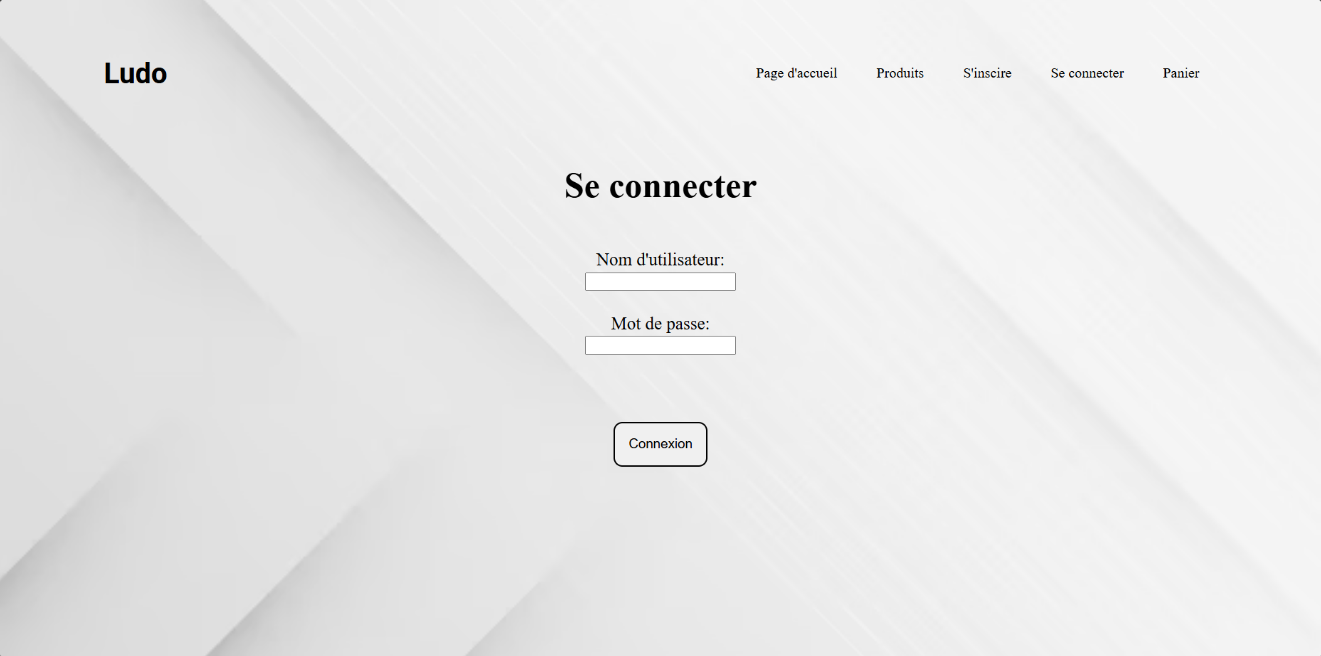 Ludo
Page d'accueil Produits S'inscire Se connecter Panier
Se connecter
Nom d'utilisateur:
Mot de passe:
Connexion